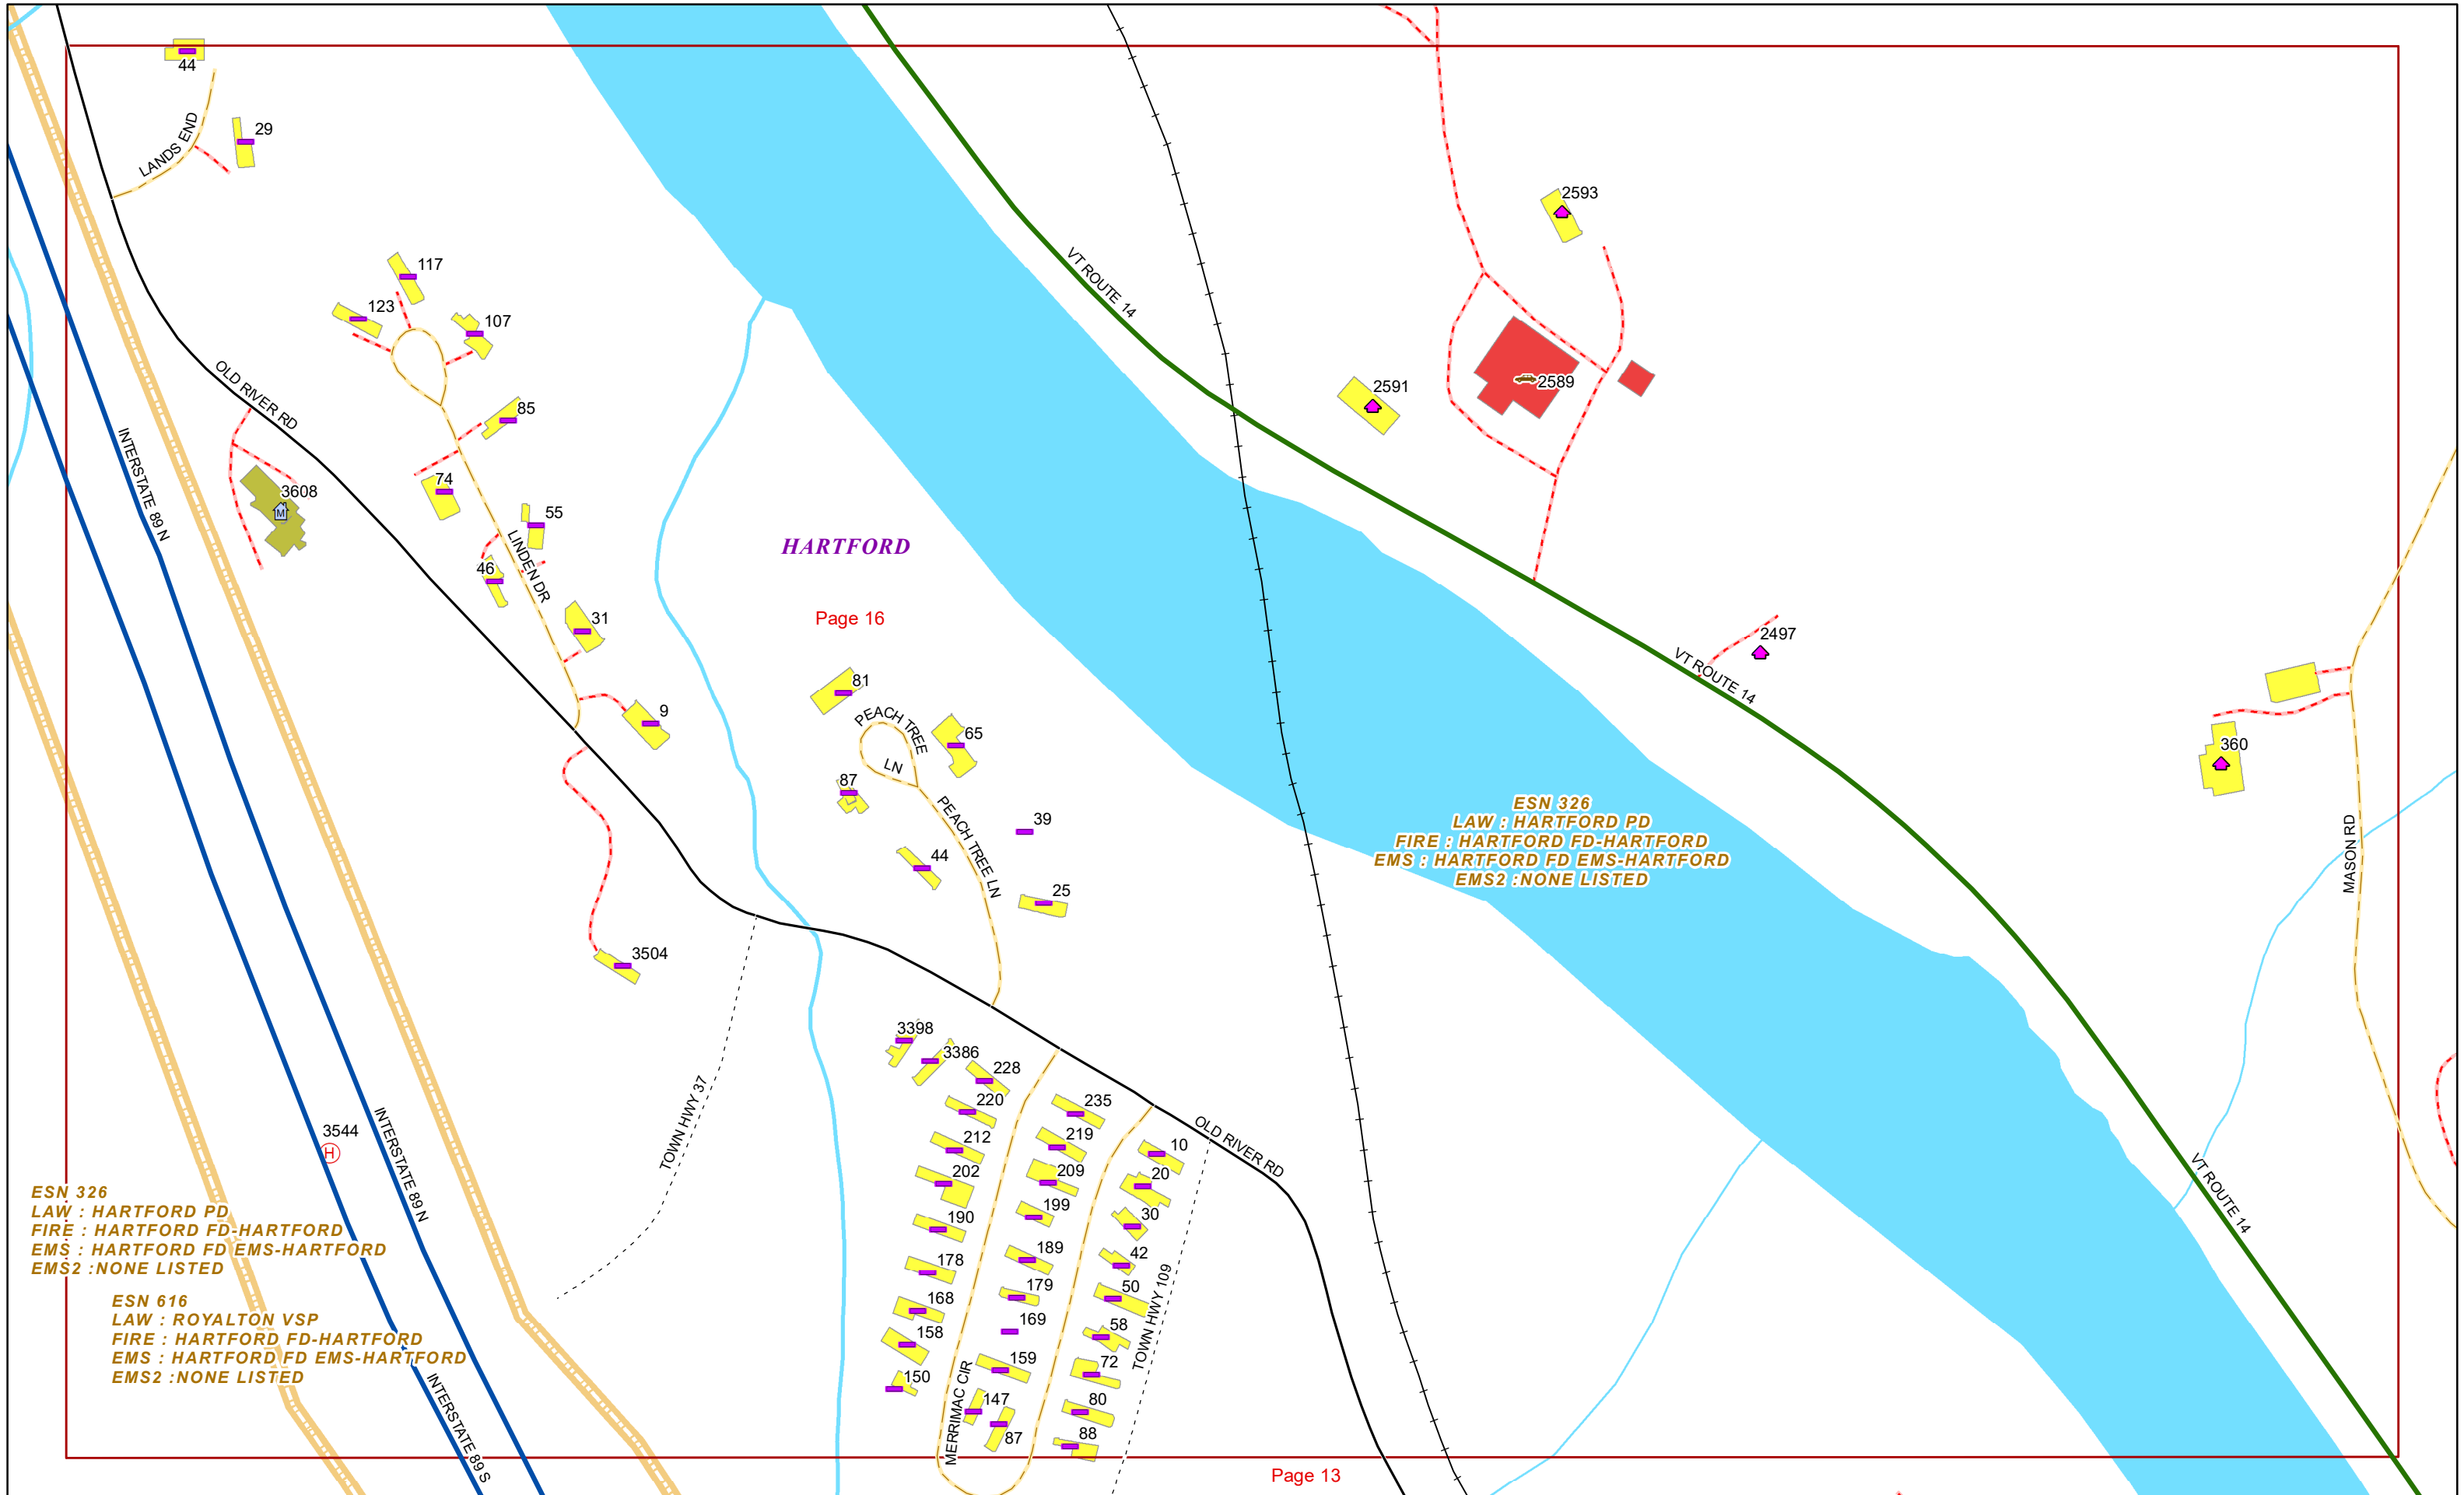 44
29
LANDS END
2593
117
VT ROUTE 14
123
107
OLD RIVER RD
2591
2589
85
INTERSTATE 89 N
74
3608
M
55
LINDEN DR
HARTFORD
46
Page 16
31
2497
VT ROUTE 14
81
9
PEACH TREE
LN
65
360
87
PEACH TREE LN
39
44
25
MASON RD
ESN 326
LAW : HARTFORD PD
FIRE : HARTFORD FD-HARTFORD
EMS : HARTFORD FD EMS-HARTFORD
EMS2 :NONE LISTED
3504
3398
3386
228
220
235
TOWN HWY 37
INTERSTATE 89 N
3544
H
212
219
10
OLD RIVER RD
202
209
20
VT ROUTE 14
190
199
30
ESN 326
LAW : HARTFORD PD
FIRE : HARTFORD FD-HARTFORD
EMS : HARTFORD FD EMS-HARTFORD
EMS2 :NONE LISTED
178
189
42
168
179
50
TOWN HWY 109
ESN 616
LAW : ROYALTON VSP
FIRE : HARTFORD FD-HARTFORD
EMS : HARTFORD FD EMS-HARTFORD
EMS2 :NONE LISTED
158
169
58
150
159
72
MERRIMAC CIR
INTERSTATE 89 S
147
80
87
88
Page 13